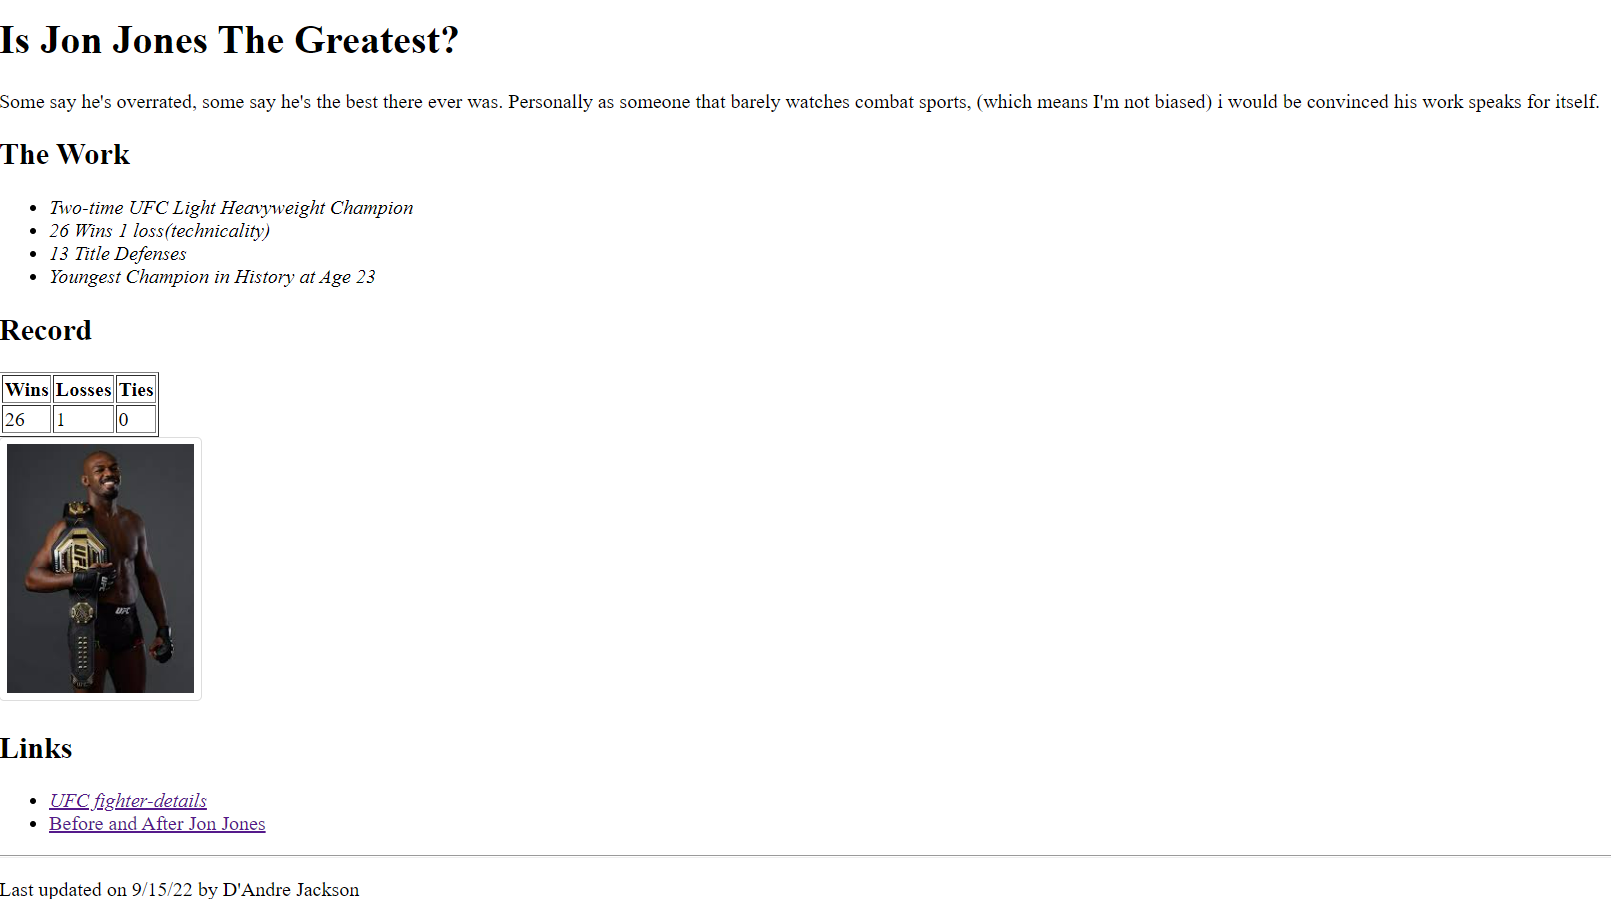 Is Jon Jones The Greatest?
Some say he's overrated, some say he's the best there ever was. Personally as someone that barely watches combat sports, (which means I'm not biased) i would be convinced his work speaks for itself.
The Work
Two-time UFC Light Heavyweight Champion
26 Wins 1 loss(technicality)
13 Title Defenses
Youngest Champion in History at Age 23
Record
Wins Losses Ties
26 1 0
UFC
Links
UFC fighter-details
Before and After Jon Jones
Last updated on 9/15/22 by D'Andre Jackson